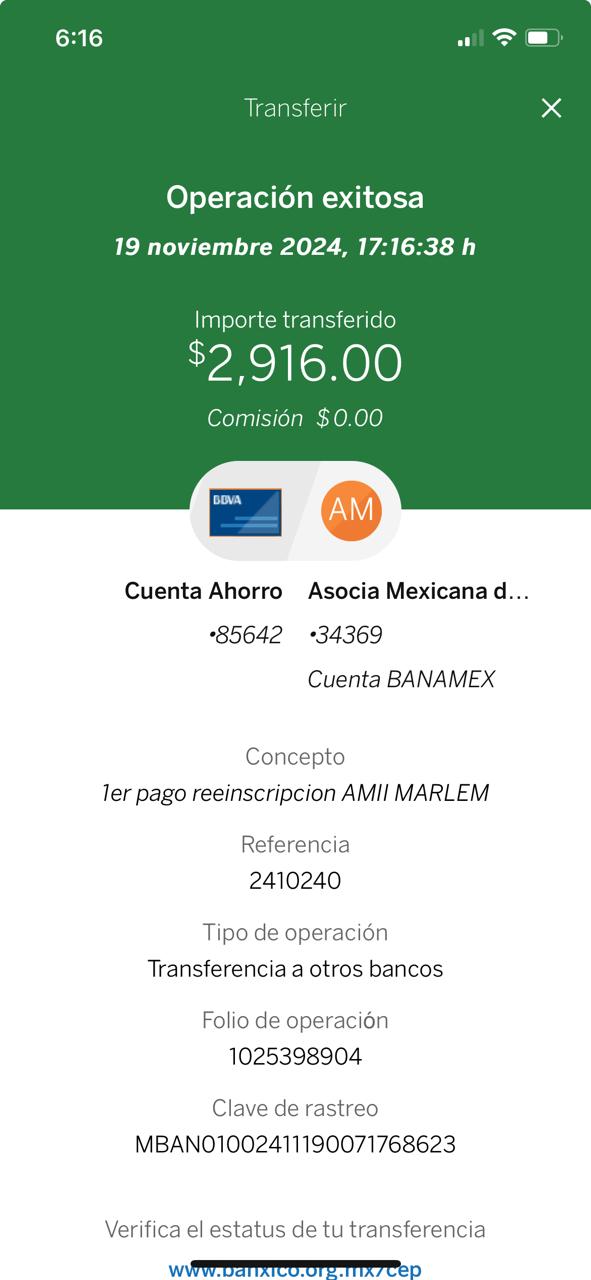 6:16
Transferir
Operación exitosa
19 noviembre 2024, 17:16:38 h
Importe transferido
$2,916.00
Comisión $0.00
BBVA
AM
Cuenta Ahorro
•85642
Asocia Mexicana d...
•34369
Cuenta BANAMEX
Concepto
1er pago reeinscripcion AMII MARLEM
Referencia
2410240
Tipo de operación
Transferencia a otros bancos
Folio de operación
1025398904
Clave de rastreo
MBAN01002411190071768623
Verifica el estatus de tu transferencia
www.banxico.org.mx/cep